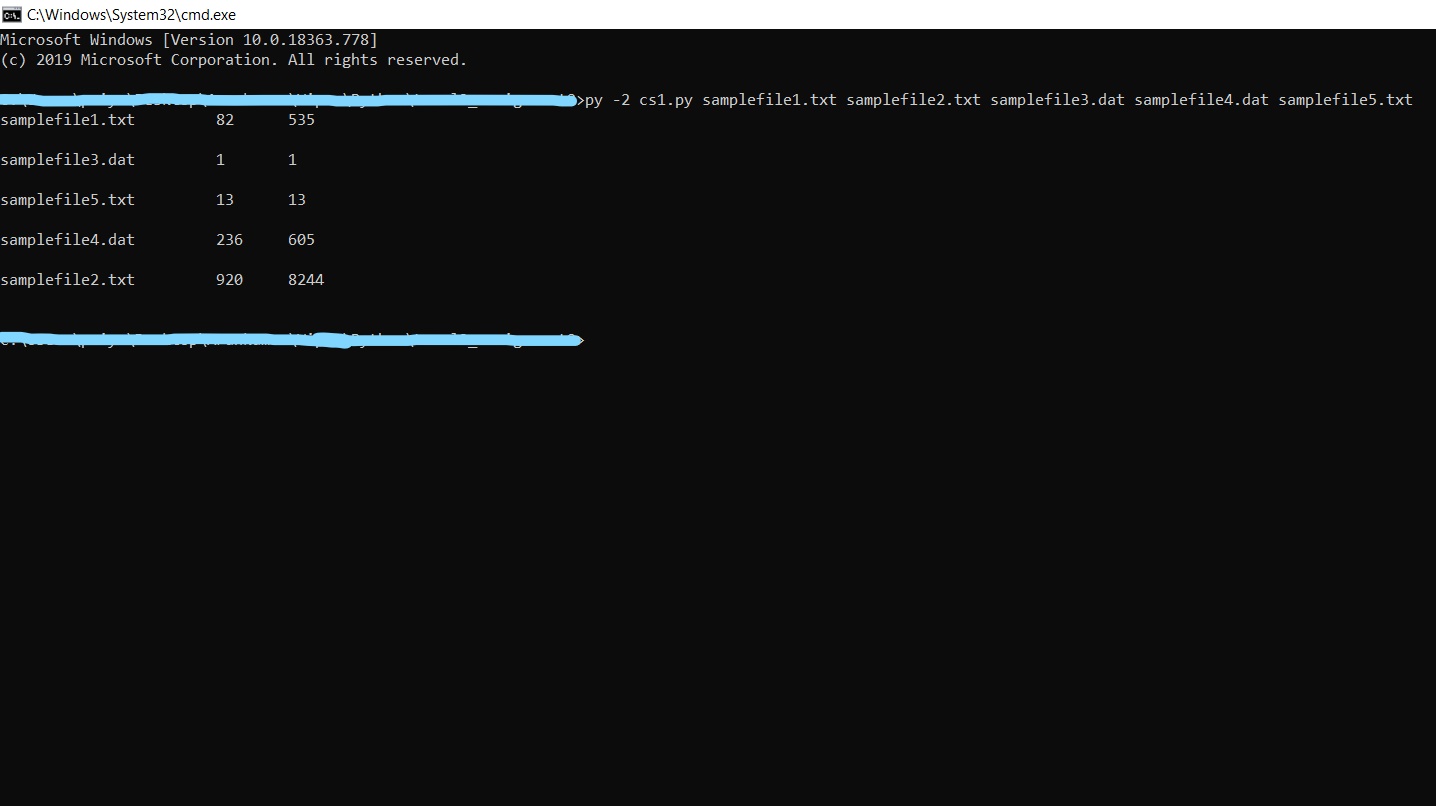 C:\Windows\System32\cmd.exe
Microsoft Windows [Version 10.0.18363.778]
(c) 2019 Microsoft Corporation. All rights reserved.
>py -2 cs1.py samplefile1.txt samplefile2.txt samplefile3.dat samplefile4.dat samplefile5.txt
samplefile1.txt 82 535
samplefile3.dat 1 1
samplefile5.txt 13 13
samplefile4.dat 236 605
samplefile2.txt 920 8244
>